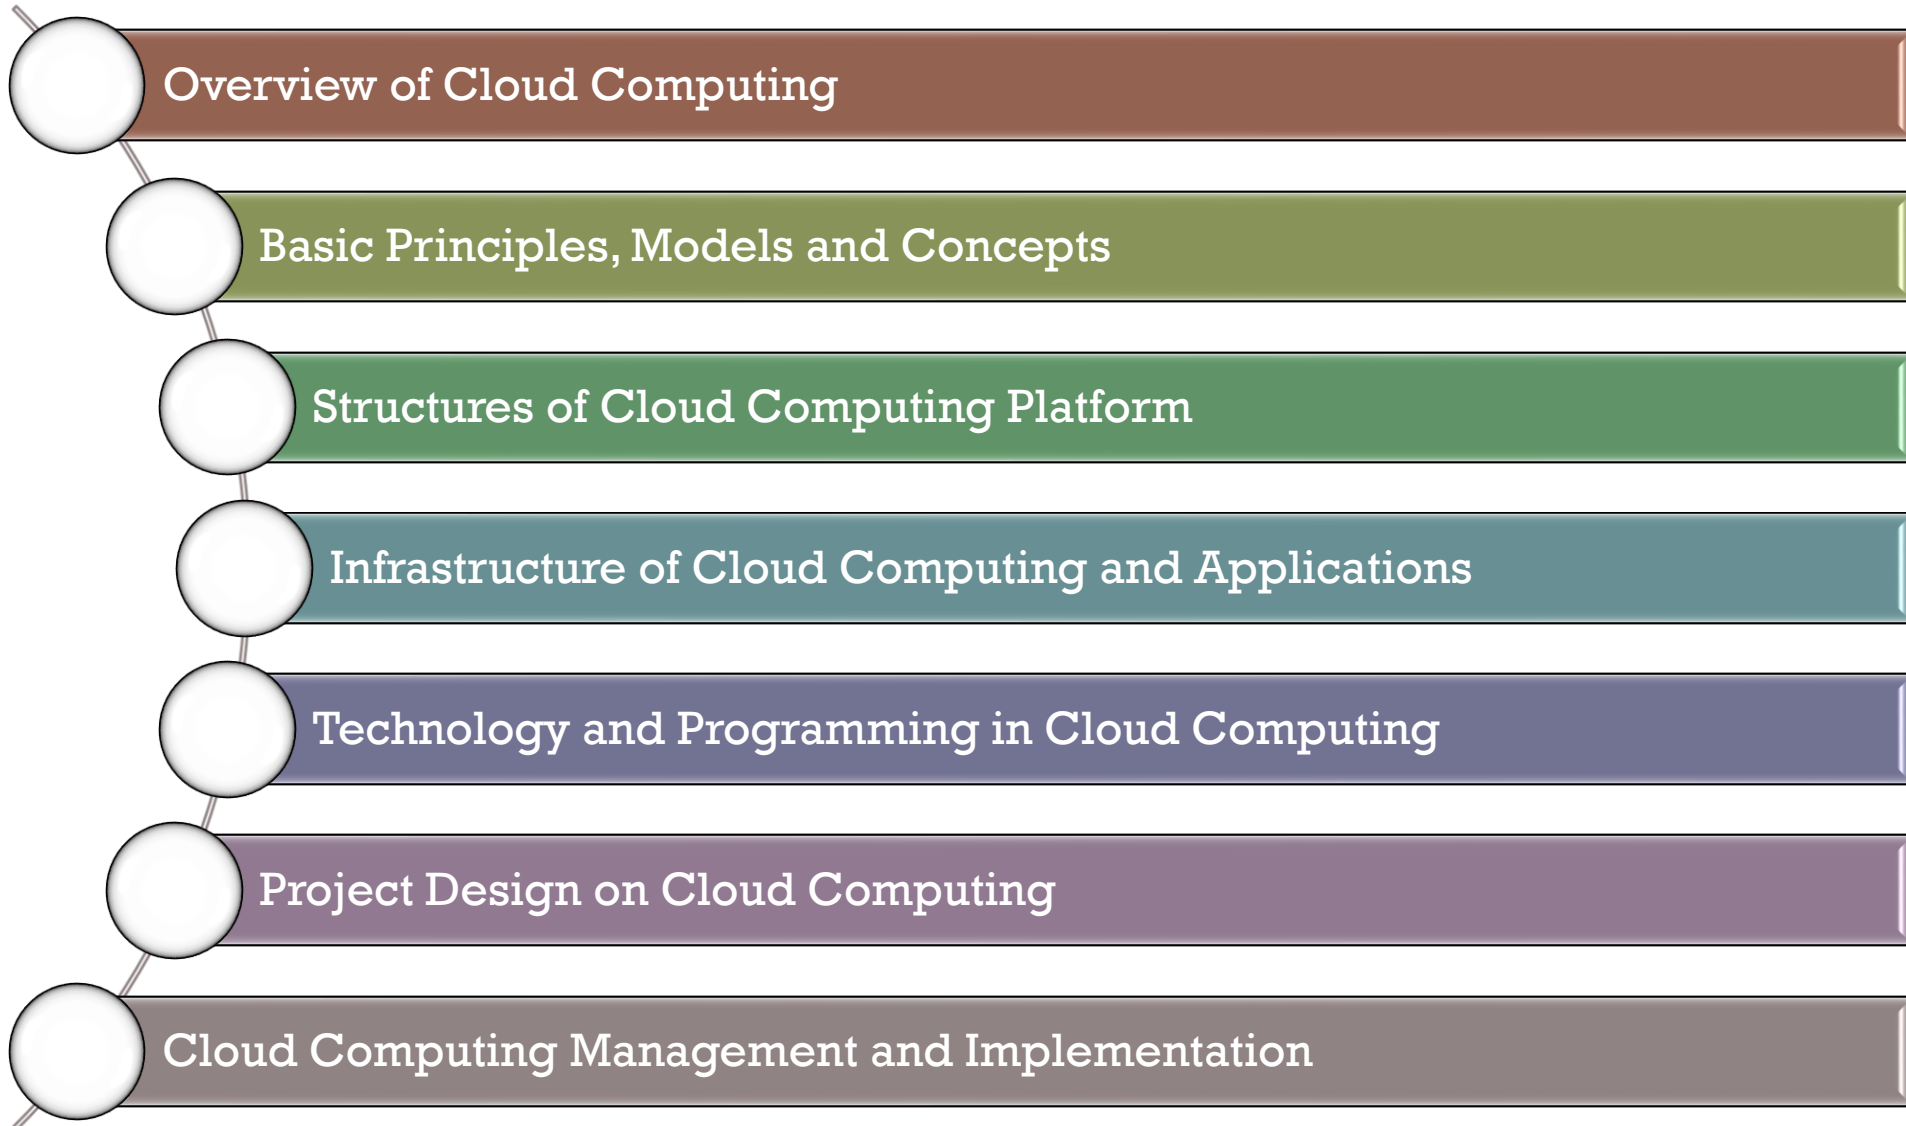 Overview of Cloud Computing
Basic Principles, Models and Concepts
Structures of Cloud Computing Platform
Infrastructure of Cloud Computing and Applications
Technology and Programming in Cloud Computing
Project Design on Cloud Computing
Cloud Computing Management and Implementation